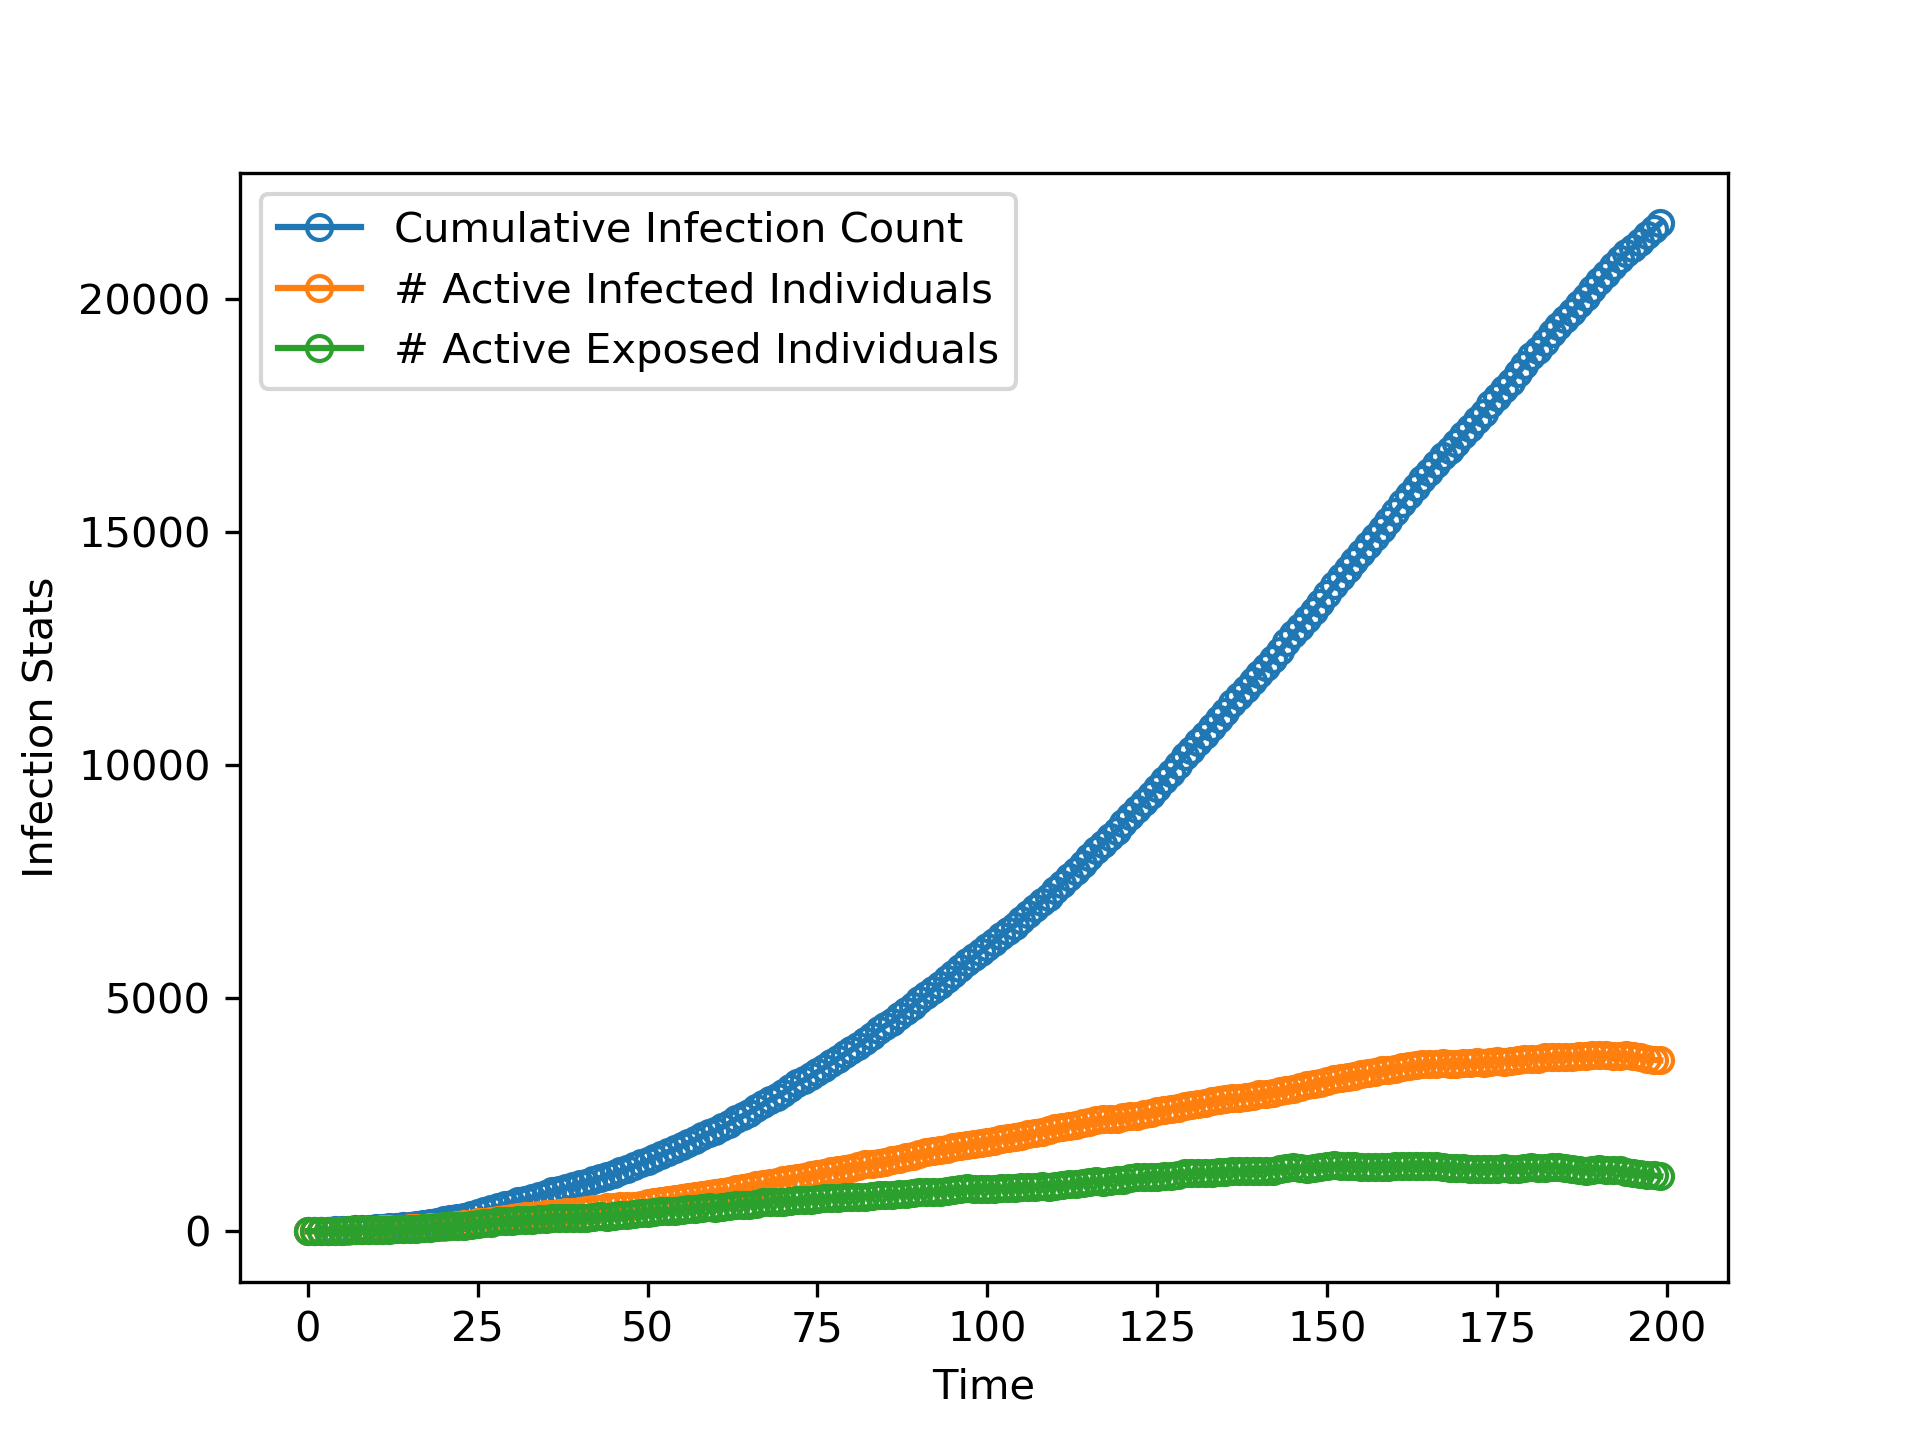 Cumulative Infection Count
# Active Infected Individuals
# Active Exposed Individuals
20000
15000
10000
5000
0
Infection Stats
0 25 50 75 100 125 150 175 200
Time